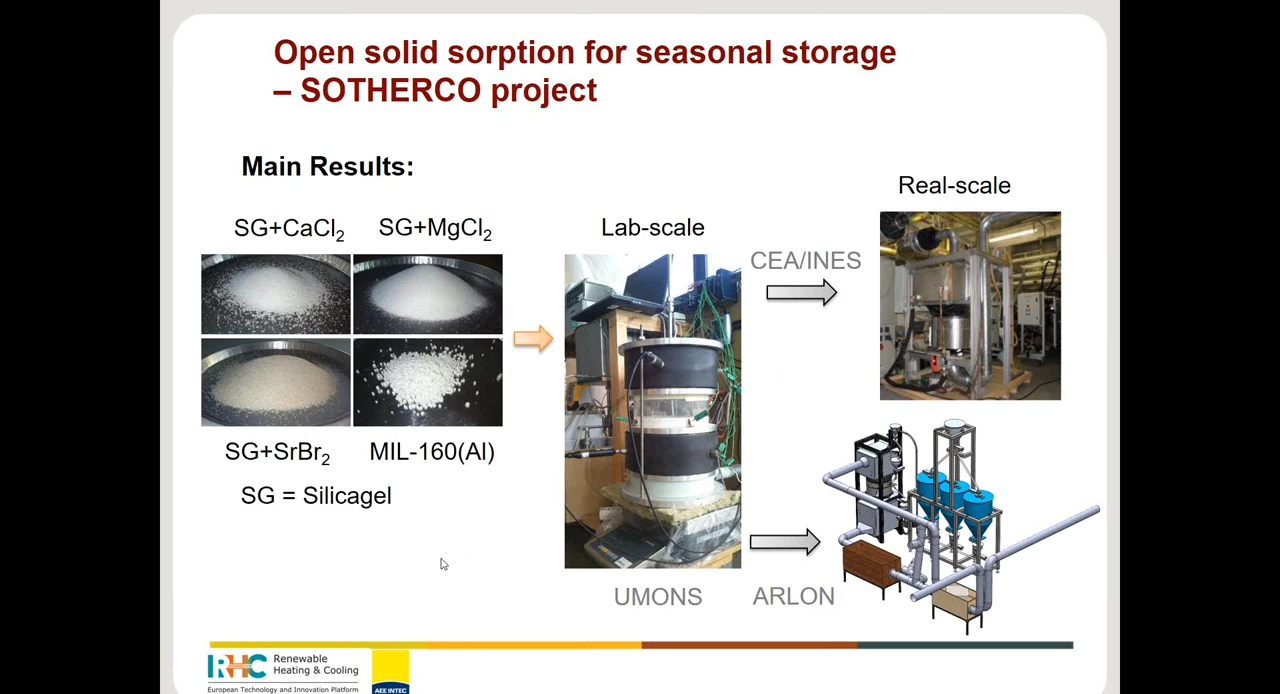 Open solid sorption for seasonal storage
– SOTHERCO project
Main Results:
Real-scale
SG+CaCl2
SG+MgCl2
Lab-scale
CEA/INES
SG+SrBr2
MIL-160(Al)
SG = Silicagel
UMONS
ARLON
RHC
Renewable
Heating & Cooling
European Technology and Innovation Platform
AEE INTEC